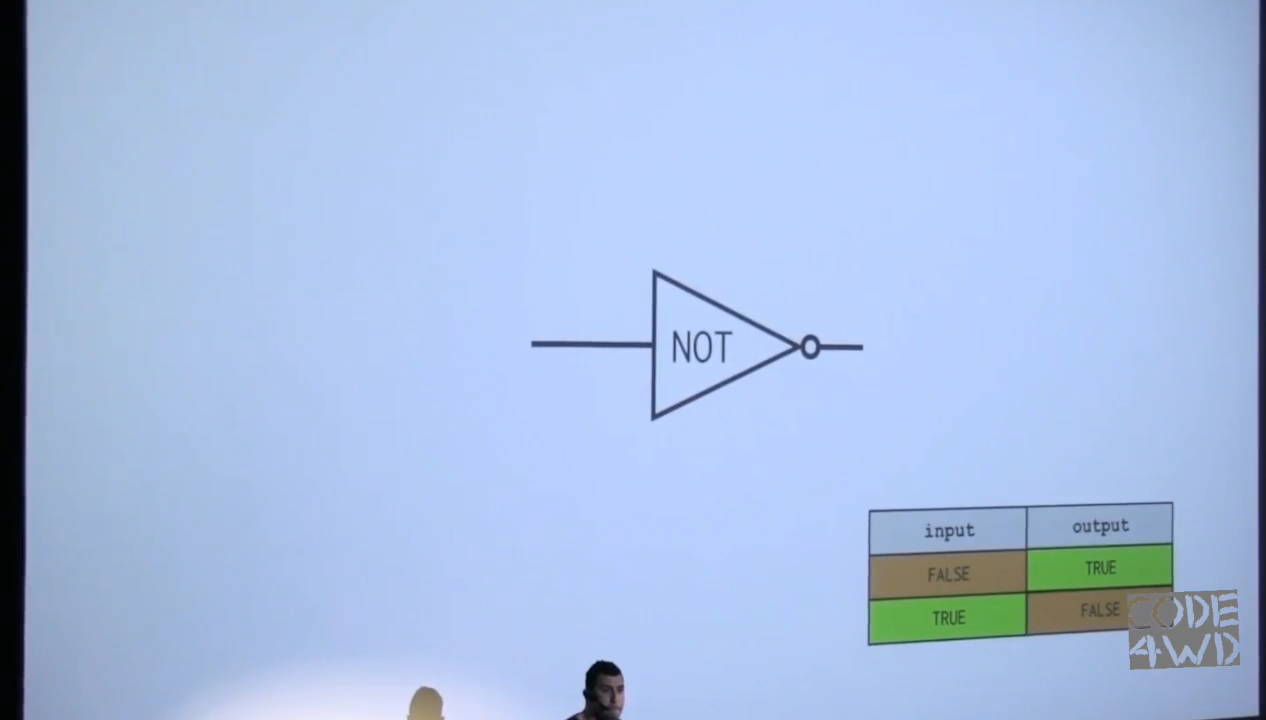 NOT
input output
FALSE TRUE
TRUE FALSE
CODE
4WD